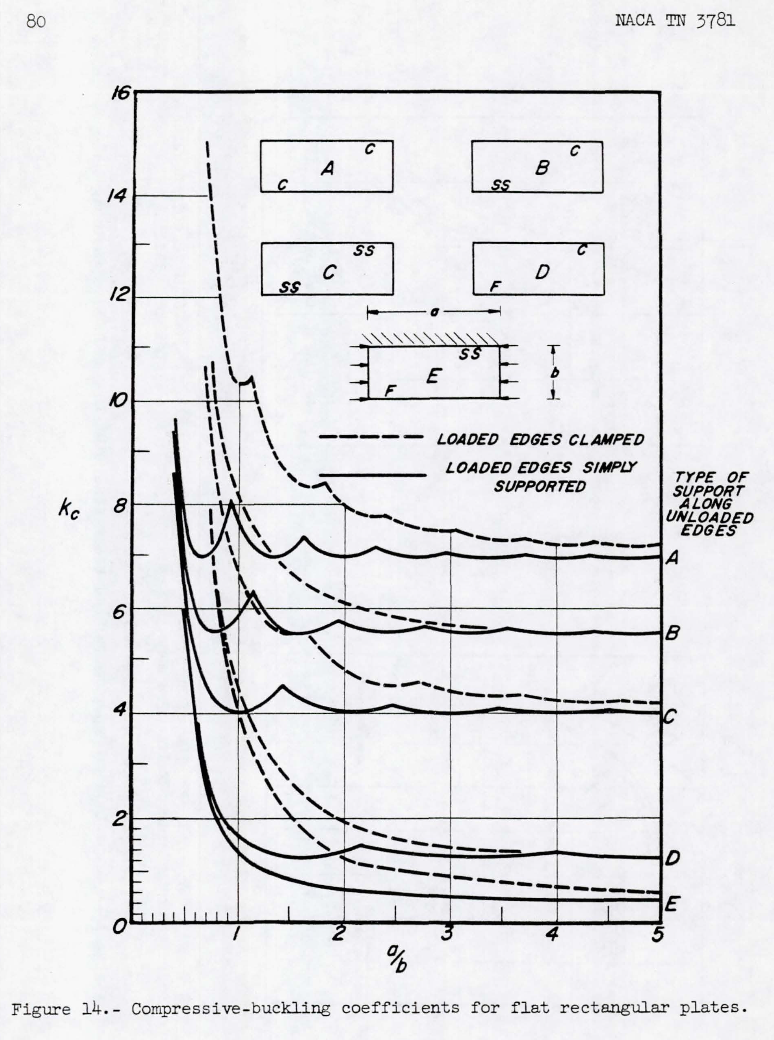 80
NACA TN 3781
16
14
12
10
8
6
4
2
0
k_c
C
A
C
C
B
SS
SS
C
SS
C
D
F
a
SS
E
F
b
LOADED EDGES CLAMPED
LOADED EDGES SIMPLY
SUPPORTED
TYPE OF
SUPPORT
ALONG
UNLOADED
EDGES
A
B
C
D
E
1
2
3
4
5
a/b
Figure 14.- Compressive-buckling coefficients for flat rectangular plates.